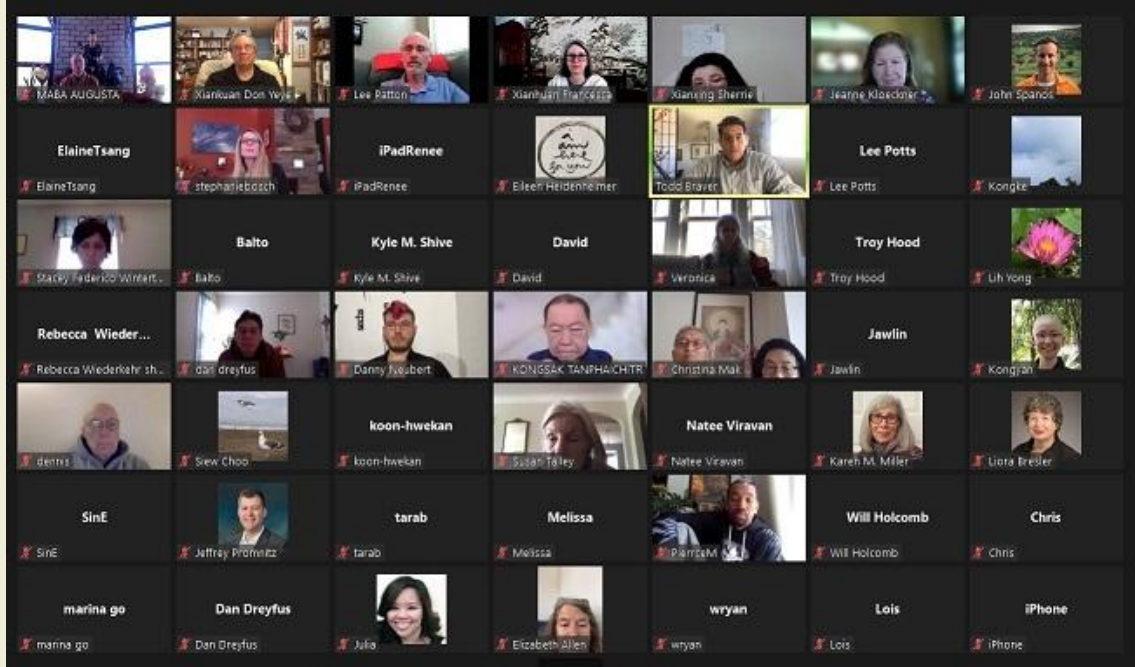 MABA AUGUSTA
Xiankuan Don Yeye
Lee Patton
Xianhuan Francesca
Xianxing Sherrie
Jeanne Kloeckner
John Spanos
ElaineTsang
ElaineTsang
stephaniebosch
iPadRenee
iPadRenee
a
am
here
for you
Eileen Heidenheimer
Todd Braver
Lee Potts
Lee Potts
Kongke
Stacey Federico Wintert...
Balto
Balto
Kyle M. Shive
Kyle M. Shive
David
David
Veronica
Troy Hood
Troy Hood
Lih Yong
Rebecca Wieder...
Rebecca Wiederkehr sh...
dan dreyfus
Danny Neubert
KONGSAK TANPHAICHITR
Christina Mak
Jawlin
Jawlin
Kongyan
dennis
Siew Choo
koon-hwekan
koon-hwekan
Susan Talley
Natee Viravan
Natee Viravan
Karen M. Miller
Liora Bresler
SinE
SinE
Jeffrey Promnitz
tarab
tarab
Melissa
Melissa
PierrceM
Will Holcomb
Will Holcomb
Chris
Chris
marina go
marina go
Dan Dreyfus
Dan Dreyfus
Julia
Elizabeth Allen
wryan
wryan
Lois
Lois
iPhone
iPhone